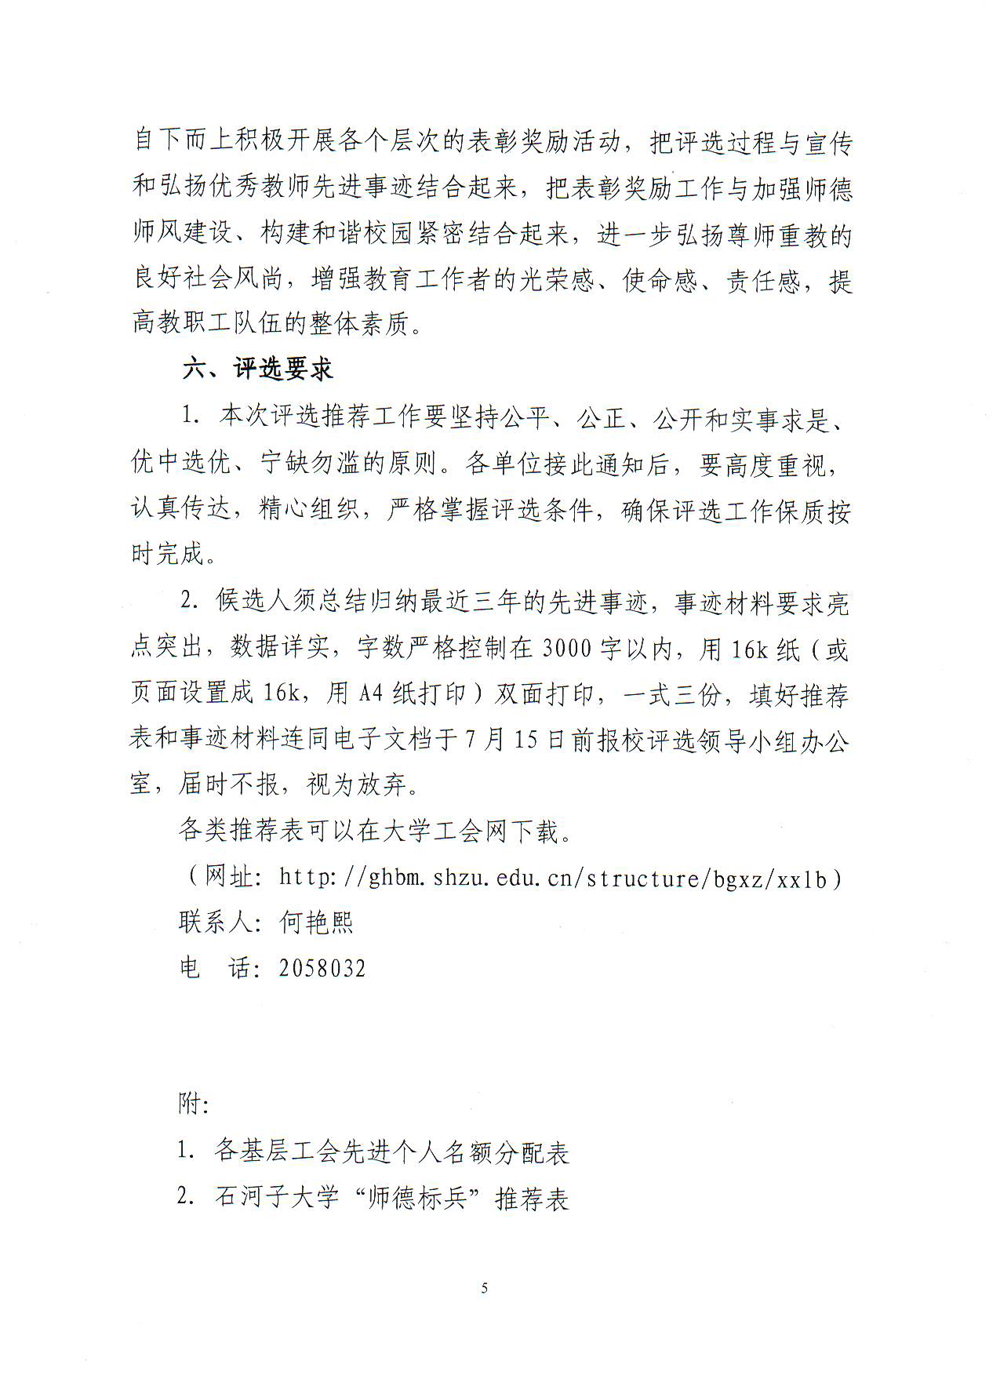 自下而上积极开展各个层次的表彰奖励活动，把评选过程与宣传
和弘扬优秀教师先进事迹结合起来，把表彰奖励工作与加强师德
师风建设、构建和谐校园紧密结合起来，进一步弘扬尊师重教的
良好社会风尚，增强教育工作者的光荣感、使命感、责任感，提
高教职工队伍的整体素质。
六、评选要求
1. 本次评选推荐工作要坚持公平、公正、公开和实事求是、
优中选优、宁缺勿滥的原则。各单位接此通知后，要高度重视，
认真传达，精心组织，严格掌握评选条件，确保评选工作保质按
时完成。
2. 候选人须总结归纳最近三年的先进事迹，事迹材料要求亮
点突出，数据详实，字数严格控制在 3000 字以内，用 16k 纸（或
页面设置成 16k，用 A4 纸打印）双面打印，一式三份，填好推荐
表和事迹材料连同电子文档于 7 月 15 日前报校评选领导小组办公
室，届时不报，视为放弃。
各类推荐表可以在大学工会网下载。
（网址：http://ghbm.shzu.edu.cn/structure/bgxz/xxlb）
联系人：何艳熙
电　话：2058032
附：
1. 各基层工会先进个人名额分配表
2. 石河子大学“师德标兵”推荐表
5